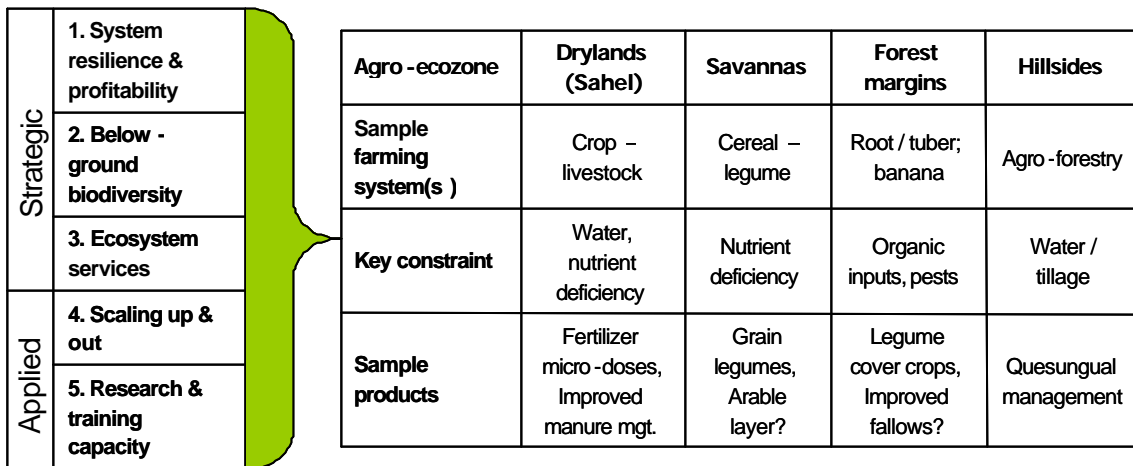 Strategic
1. System
resilience &
profitability
2. Below -
ground
biodiversity
3. Ecosystem
services
Applied
4. Scaling up &
out
5. Research &
training
capacity
Agro -ecozone
Drylands
(Sahel)
Savannas
Forest
margins
Hillsides
Sample
farming
system(s )
Crop –
livestock
Cereal –
legume
Root / tuber;
banana
Agro -forestry
Key constraint
Water,
nutrient
deficiency
Nutrient
deficiency
Organic
inputs, pests
Water /
tillage
Sample
products
Fertilizer
micro -doses,
Improved
manure mgt.
Grain
legumes,
Arable
layer?
Legume
cover crops,
Improved
fallows?
Quesungual
management